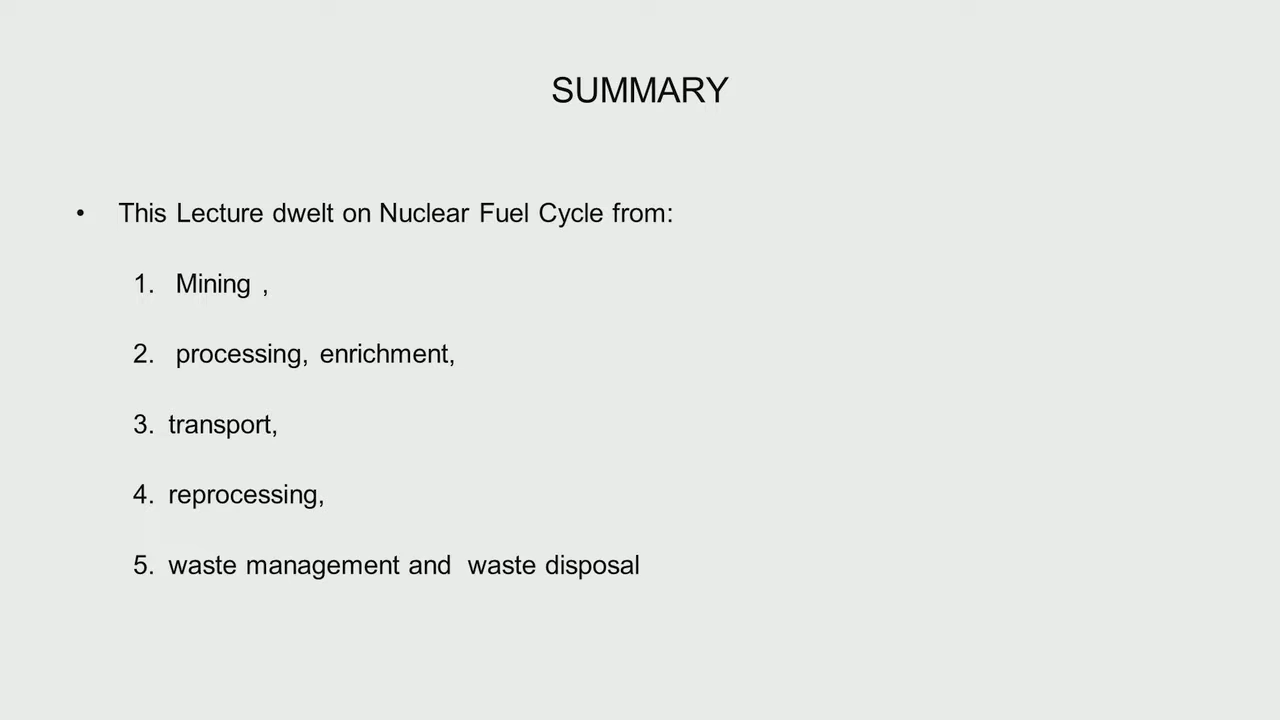 SUMMARY
• This Lecture dwelt on Nuclear Fuel Cycle from:
1. Mining ,
2. processing, enrichment,
3. transport,
4. reprocessing,
5. waste management and waste disposal